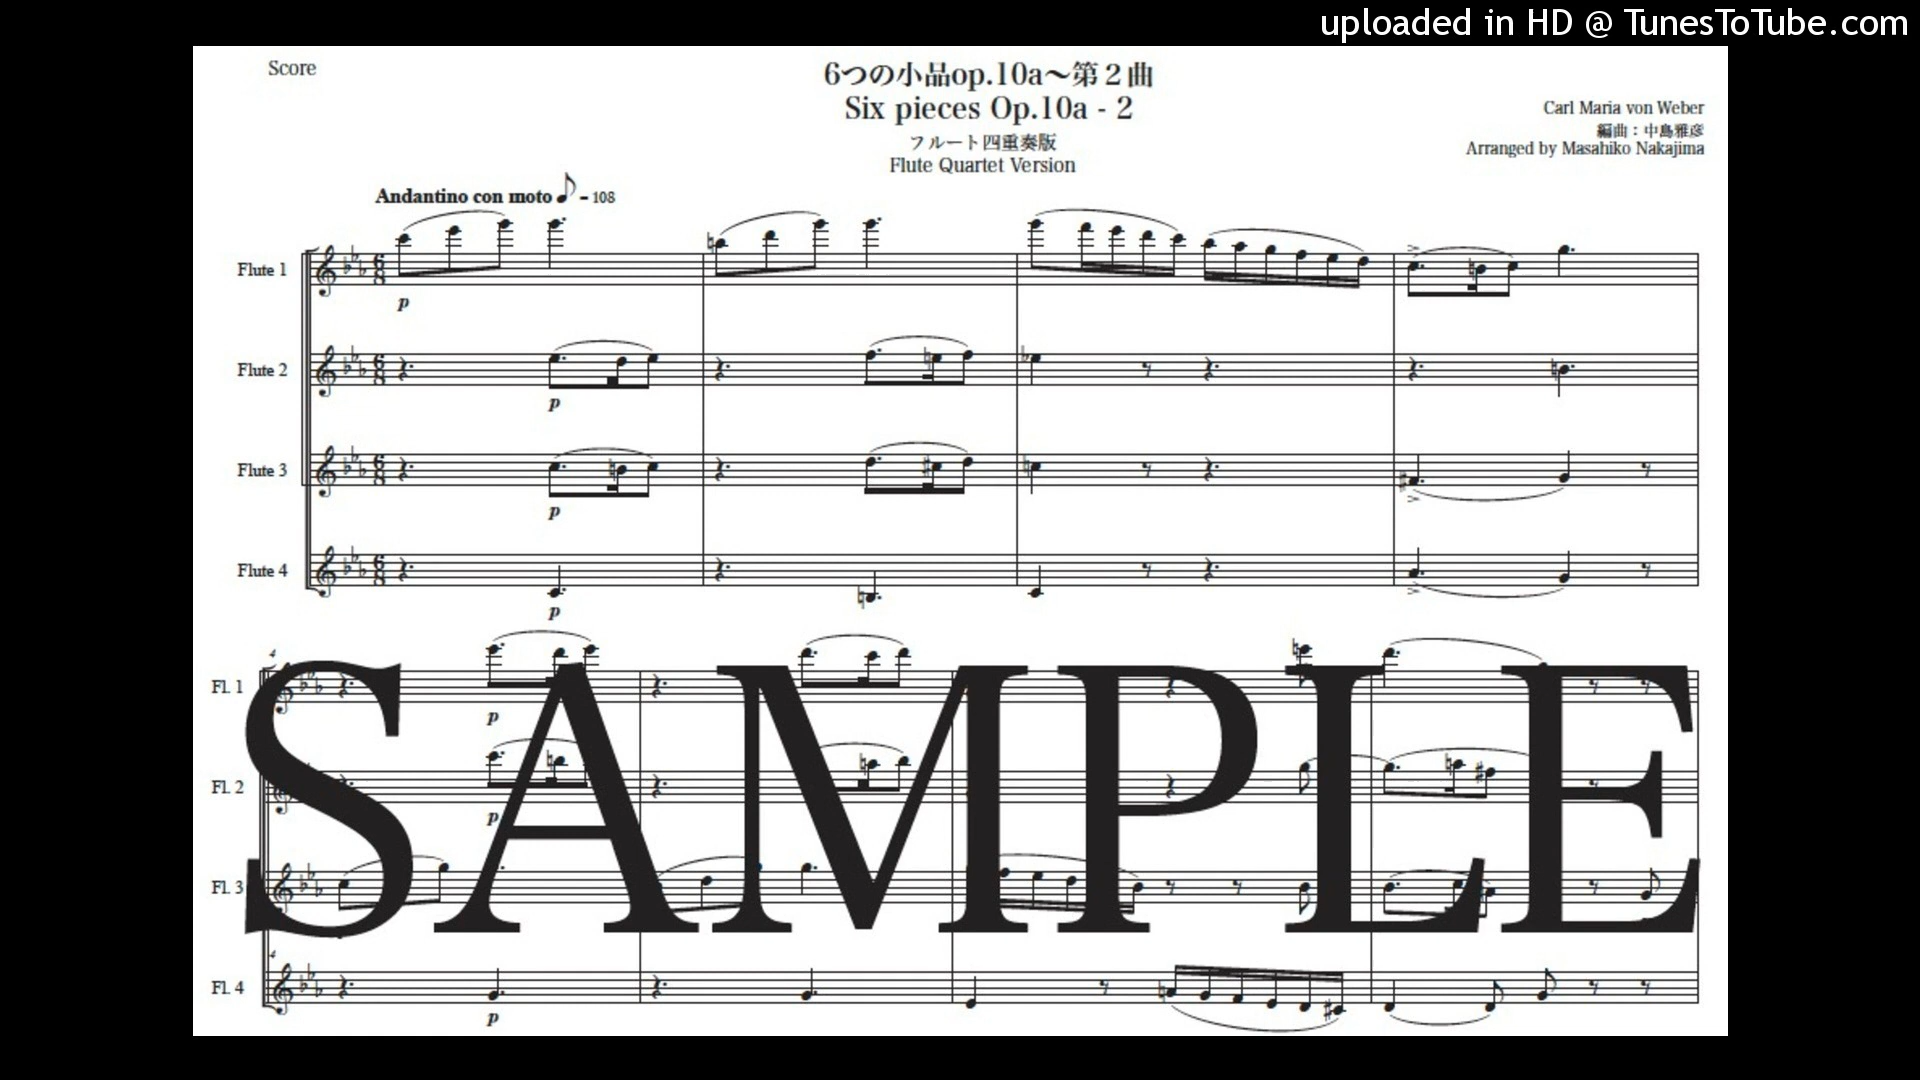 uploaded in HD @ TunesToTube.com
Score
6つの小品op.10a～第２曲
Six pieces Op.10a - 2
フルート四重奏版
Flute Quartet Version
Carl Maria von Weber
編曲：中島雅彦
Arranged by Masahiko Nakajima
Andantino con moto ♪ = 108
Flute 1
p
Flute 2
p
Flute 3
p
Flute 4
p
4
Fl. 1
p
Fl. 2
p
Fl. 3
4
Fl. 4
p
SAMPLE